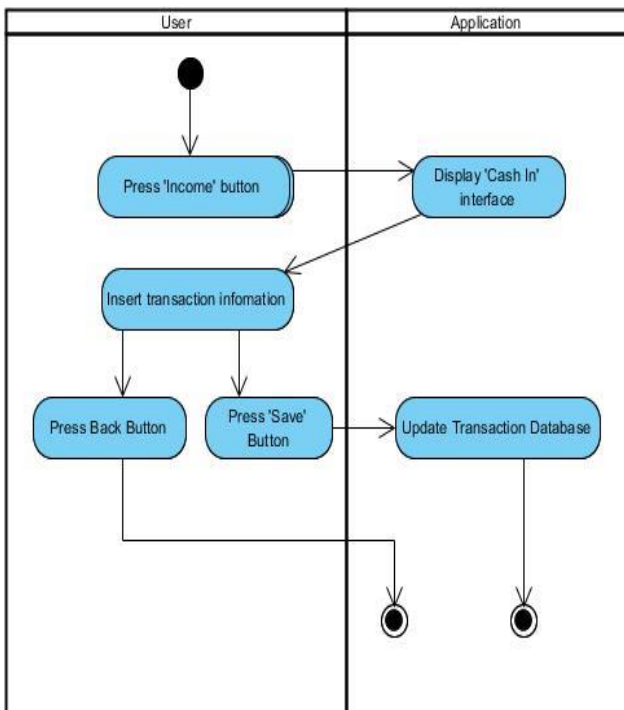 User
Application
Press 'Income' button
Display 'Cash In'
interface
Insert transaction infomation
Press Back Button
Press 'Save'
Button
Update Transaction Database